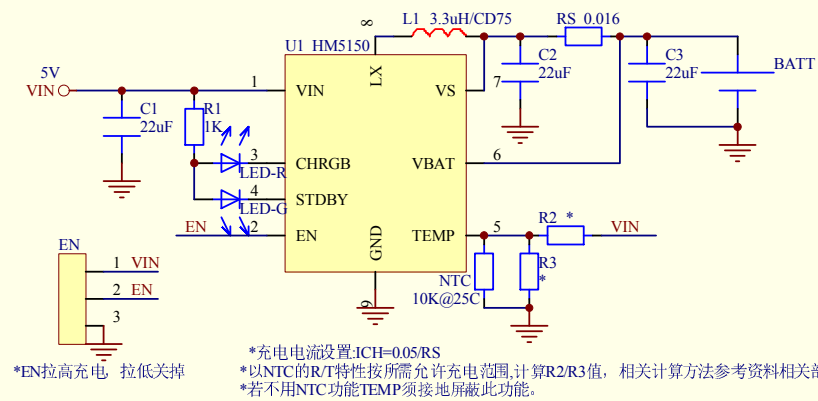 ∞
L1 3.3uH/CD75
RS 0.016
U1 HM5150
5V
VIN
1
VIN
LX
VS
7
C2
22uF
C3
22uF
BATT
C1
22uF
R1
1K
3
CHRGB
VBAT
6
LED-R
4
STDBY
LED-G
EN
2
EN
GND
TEMP
5
R2 *
VIN
EN
1
VIN
2
EN
3
9
NTC
10K@25C
R3
*
*充电电流设置:ICH=0.05/RS
*EN拉高充电，拉低关掉
*以NTC的R/T特性按所需允许充电范围,计算R2/R3值，相关计算方法参考资料相关
*若不用NTC功能TEMP须接地屏蔽此功能。